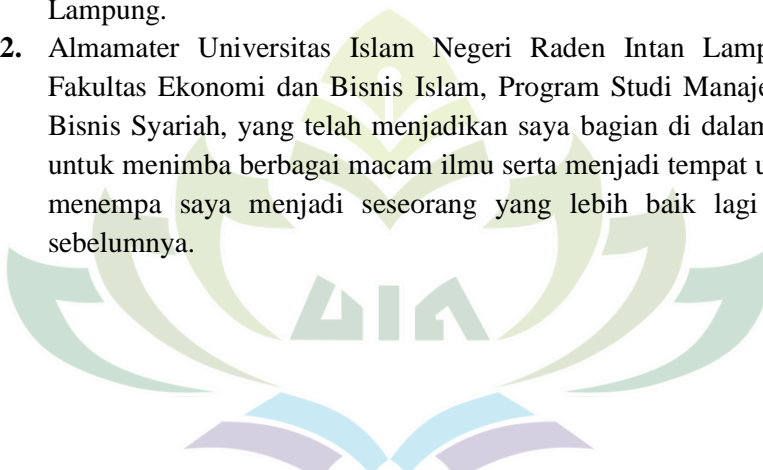 Lampung.
2. Almamater Universitas Islam Negeri Raden Intan Lamp
Fakultas Ekonomi dan Bisnis Islam, Program Studi Manaje
Bisnis Syariah, yang telah menjadikan saya bagian di dalam
untuk menimba berbagai macam ilmu serta menjadi tempat u
menempa saya menjadi seseorang yang lebih baik lagi
sebelumnya.
UIN